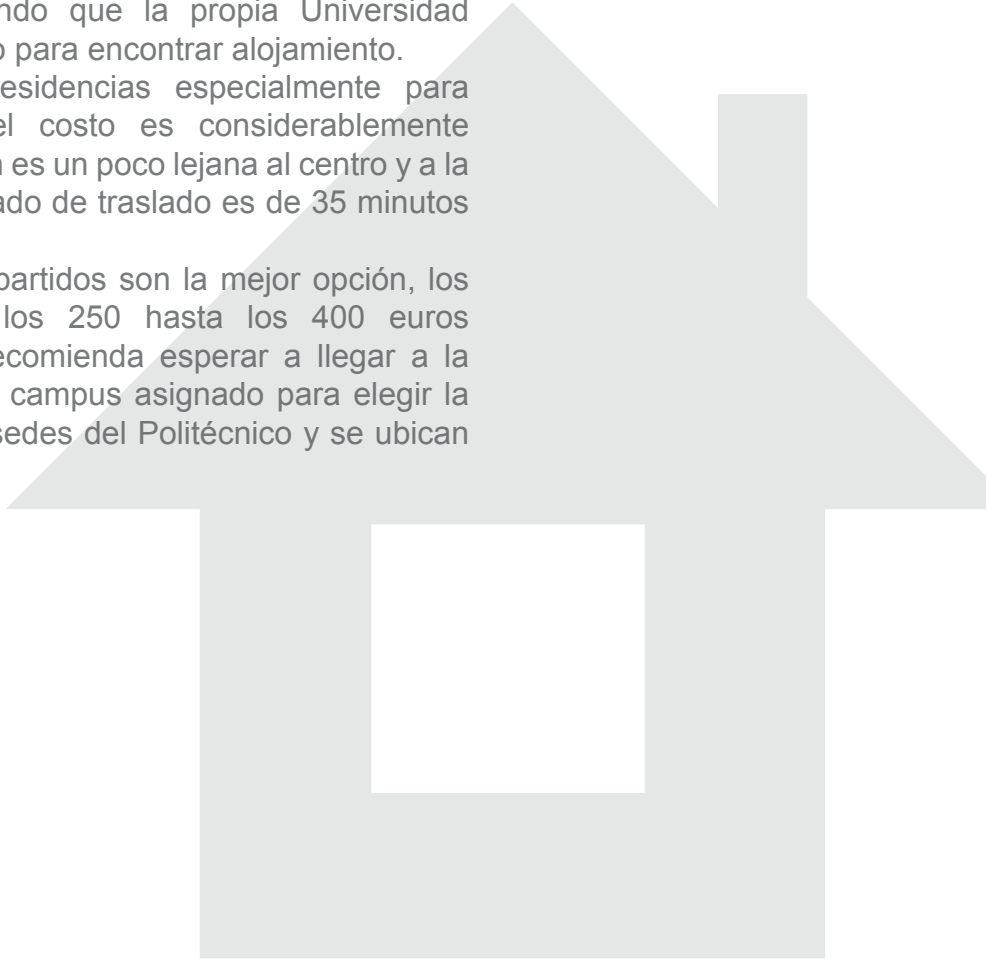 ndo que la propia Universidad
o para encontrar alojamiento.
esidencias especialmente para
el costo es considerablemente
n es un poco lejana al centro y a la
ado de traslado es de 35 minutos
partidos son la mejor opción, los
los 250 hasta los 400 euros
ecomienda esperar a llegar a la
campus asignado para elegir la
sedes del Politécnico y se ubican